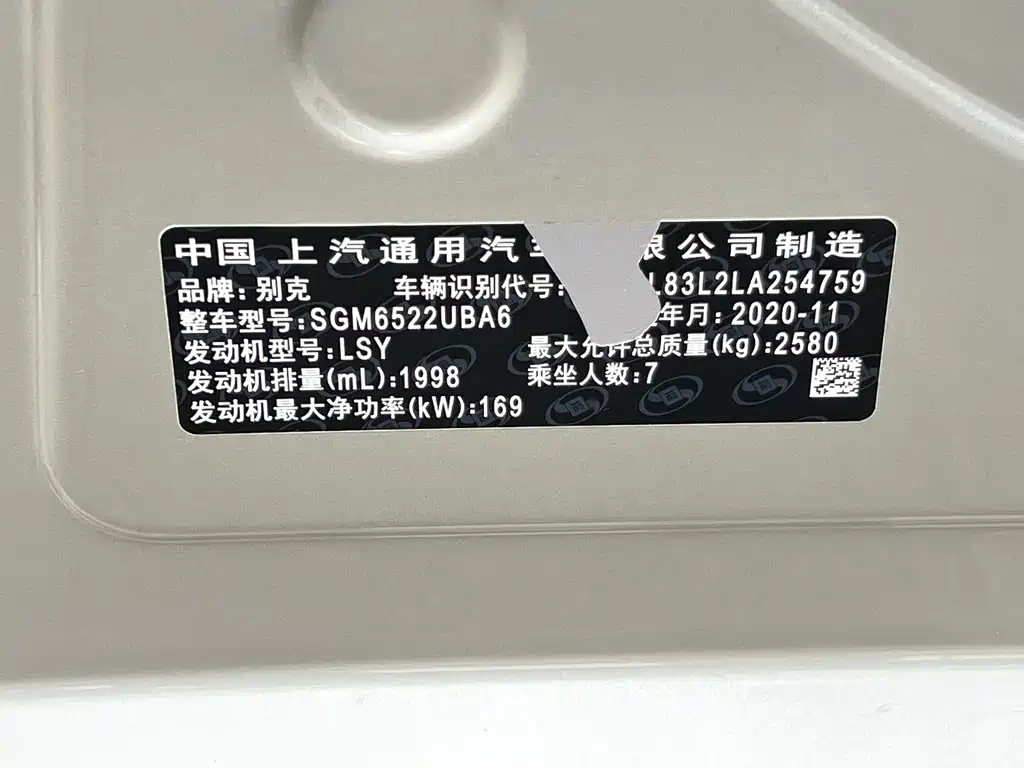 中国 上汽通用汽 限公司制造
品牌:别克 车辆识别代号: L83L2LA254759
整车型号:SGM6522UBA6 年月:2020-11
发动机型号:LSY 最大允许总质量(kg):2580
发动机排量(mL):1998 乘坐人数:7
发动机最大净功率(kW):169